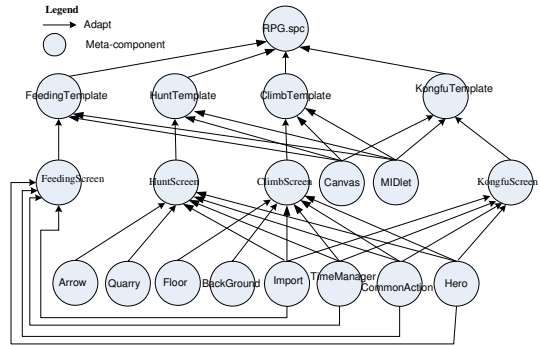 Legend
Adapt
Meta-component
RPG.spc
FeedingTemplate
HuntTemplate
ClimbTemplate
KongfuTemplate
FeedingScreen
HuntScreen
ClimbScreen
Canvas
MIDlet
KongfuScreen
Arrow
Quarry
Floor
BackGround
Import
TimeManager
CommonAction
Hero